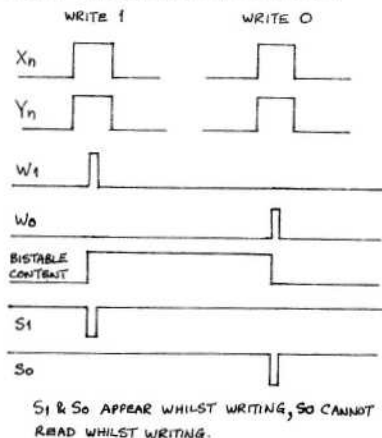 WRITE 1 WRITE 0
Xn
Yn
W1
W0
BISTABLE
CONTENT
S1
S0
S1 & S0 APPEAR WHILST WRITING, SO CANNOT
READ WHILST WRITING.